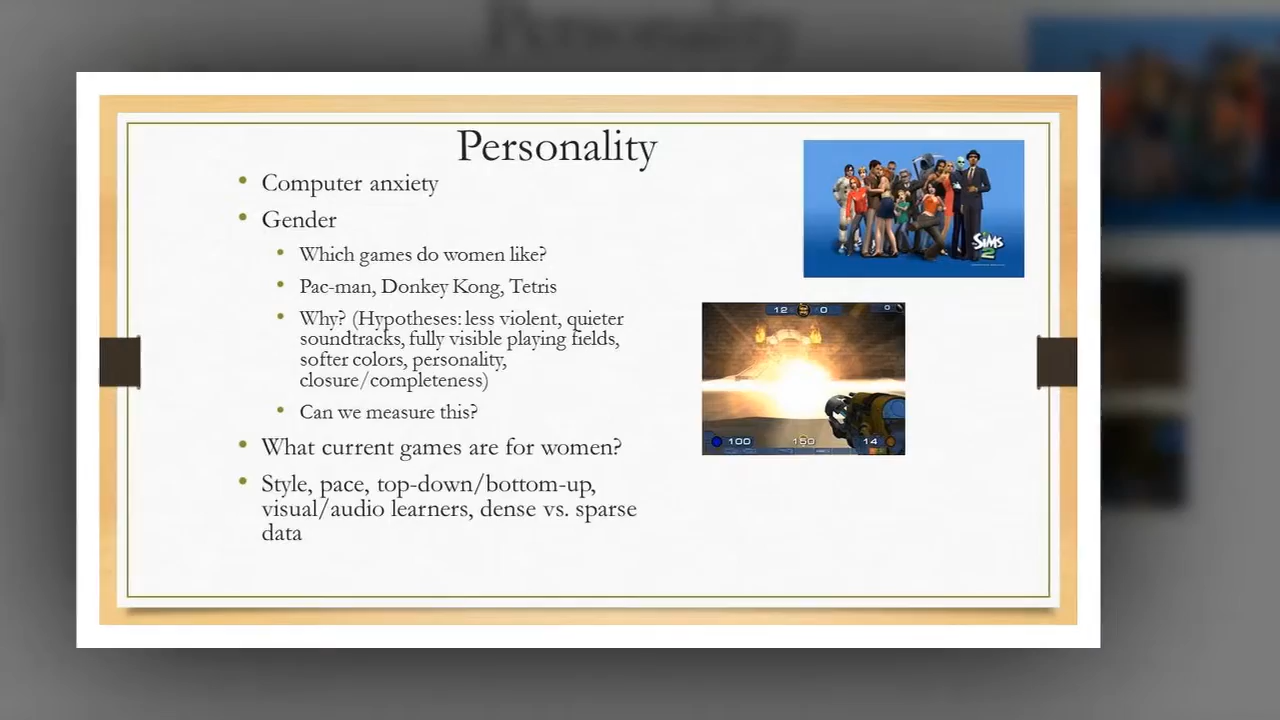 Personality
Computer anxiety
Gender
Which games do women like?
Pac-man, Donkey Kong, Tetris
Why? (Hypotheses: less violent, quieter
soundtracks, fully visible playing fields,
softer colors, personality,
closure/completeness)
Can we measure this?
What current games are for women?
Style, pace, top-down/bottom-up,
visual/audio learners, dense vs. sparse
data
SiMS
2
12 0 0
100 150 14